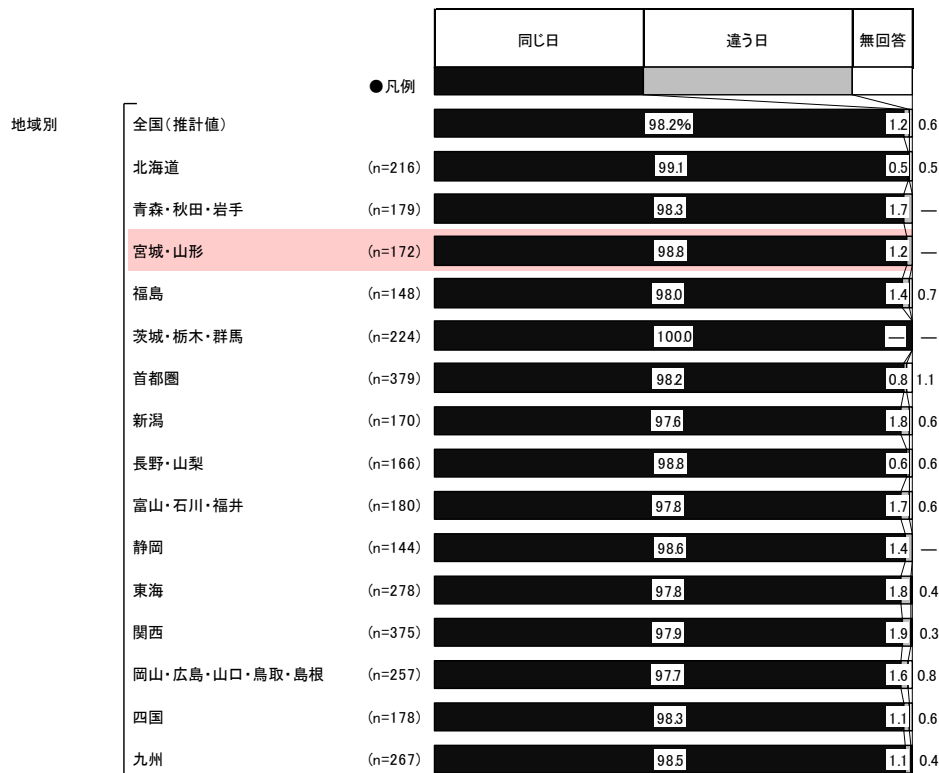 同じ日 違う日 無回答
●凡例
地域別 全国(推計値) 98.2% 1.2 0.6
北海道 (n=216) 99.1 0.5 0.5
青森・秋田・岩手 (n=179) 98.3 1.7 —
宮城・山形 (n=172) 98.8 1.2 —
福島 (n=148) 98.0 1.4 0.7
茨城・栃木・群馬 (n=224) 100.0 — —
首都圏 (n=379) 98.2 0.8 1.1
新潟 (n=170) 97.6 1.8 0.6
長野・山梨 (n=166) 98.8 0.6 0.6
富山・石川・福井 (n=180) 97.8 1.7 0.6
静岡 (n=144) 98.6 1.4 —
東海 (n=278) 97.8 1.8 0.4
関西 (n=375) 97.9 1.9 0.3
岡山・広島・山口・鳥取・島根 (n=257) 97.7 1.6 0.8
四国 (n=178) 98.3 1.1 0.6
九州 (n=267) 98.5 1.1 0.4